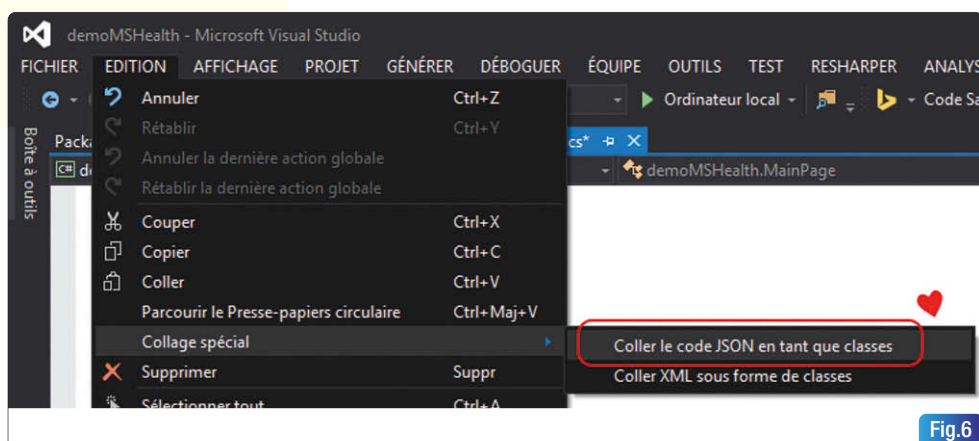 demoMSHealth - Microsoft Visual Studio
FICHIER EDITION AFFICHAGE PROJET GÉNÉRER DÉBOGUER ÉQUIPE OUTILS TEST RESHARPER ANALYS
Annuler Ctrl+Z Ordinateur local Code Sa
Rétablir Ctrl+Y
Boîte à outils
Packa cs*
Annuler la dernière action globale
C# d demoMSHealth.MainPage
Rétablir la dernière action globale
Couper Ctrl+X
Copier Ctrl+C
Coller Ctrl+V
Parcourir le Presse-papiers circulaire Ctrl+Maj+V
Collage spécial Coller le code JSON en tant que classes
Supprimer Suppr Coller XML sous forme de classes
Sélectionner tout Ctrl+A
Fig.6